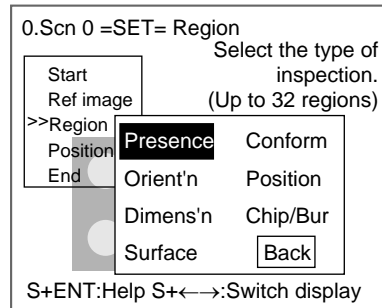 0.Scn 0 =SET= Region
Select the type of
inspection.
(Up to 32 regions)
Start
Ref image
>>Region
Position
End
Presence Conform
Orient'n Position
Dimens'n Chip/Bur
Surface Back
S+ENT:Help S+←→:Switch display